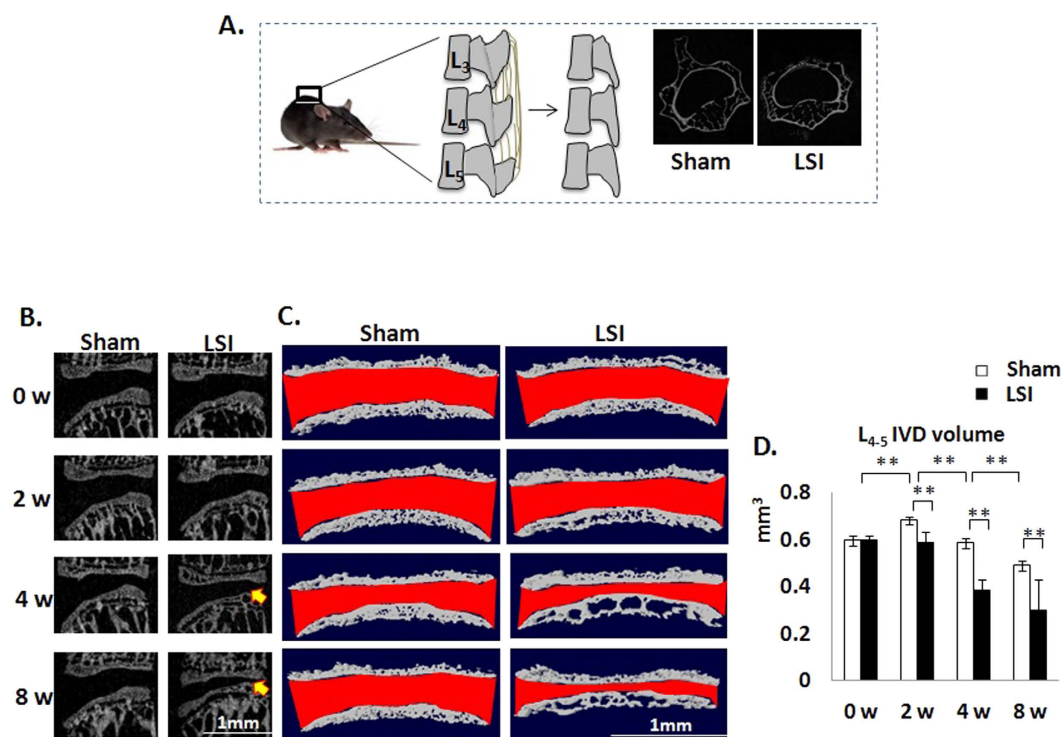 A.
L3
L4
L5
Sham LSI
B.
Sham LSI
0 w
2 w
4 w
8 w
1mm
C.
Sham LSI
1mm
D.
Sham
LSI
L4-5 IVD volume
** ** **
** ** **
mm³
0.8
0.6
0.4
0.2
0
0 w 2 w 4 w 8 w